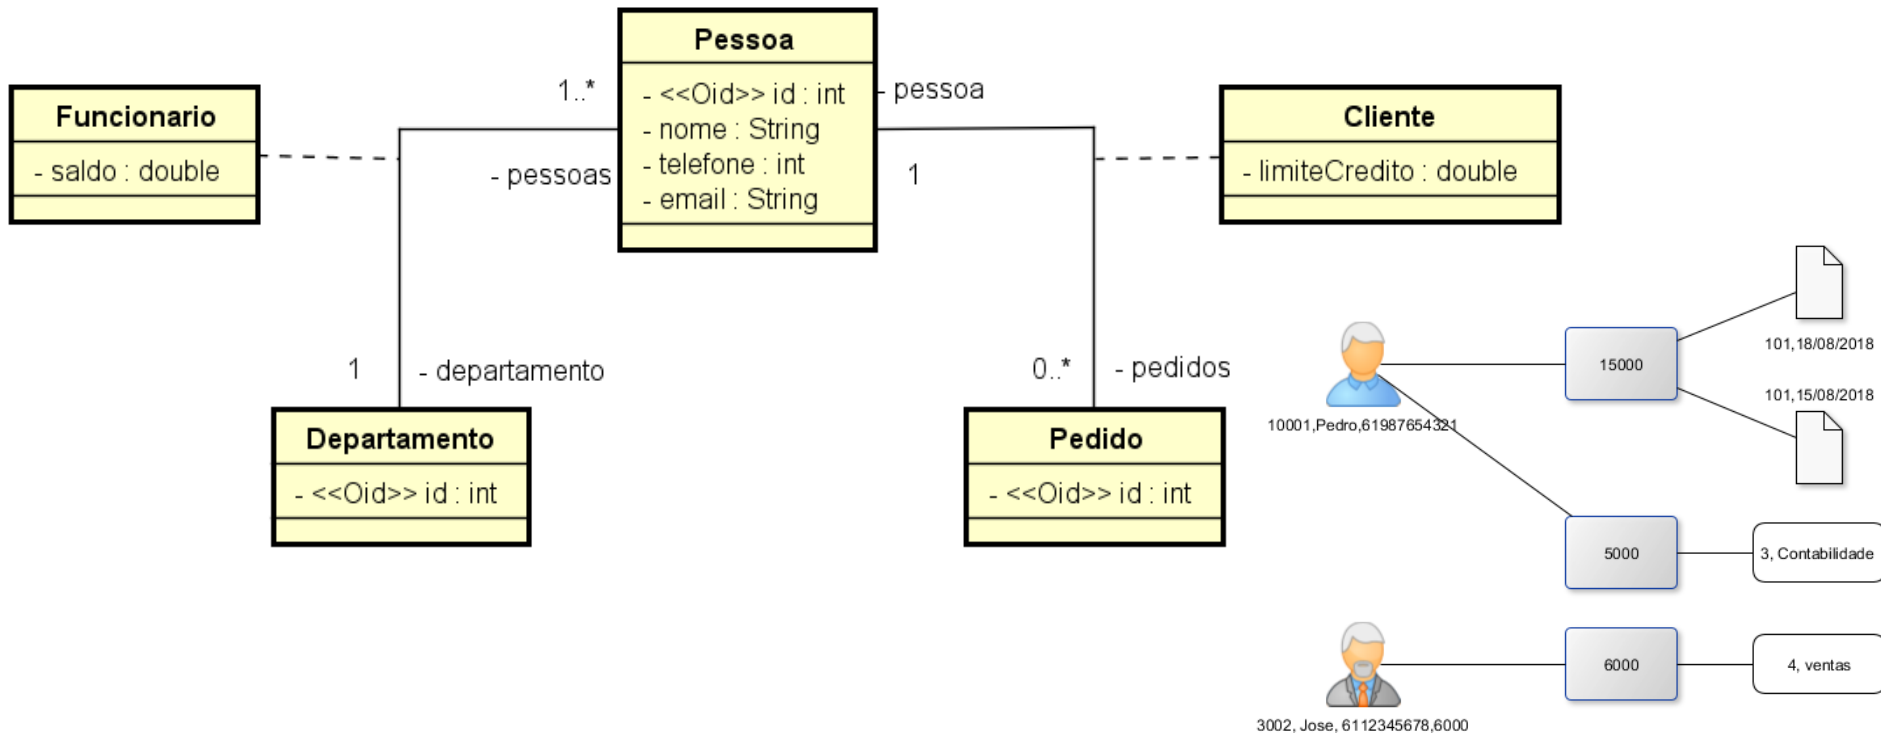 Pessoa
- <<Oid>> id : int
- nome : String
- telefone : int
- email : String
Funcionario
- saldo : double
1..*
- pessoas
- pessoa
1
Cliente
- limiteCredito : double
1
- departamento
0..*
- pedidos
Departamento
- <<Oid>> id : int
Pedido
- <<Oid>> id : int
10001,Pedro,61987654321
15000
101,18/08/2018
101,15/08/2018
5000
3, Contabilidade
3002, Jose, 6112345678,6000
6000
4, ventas